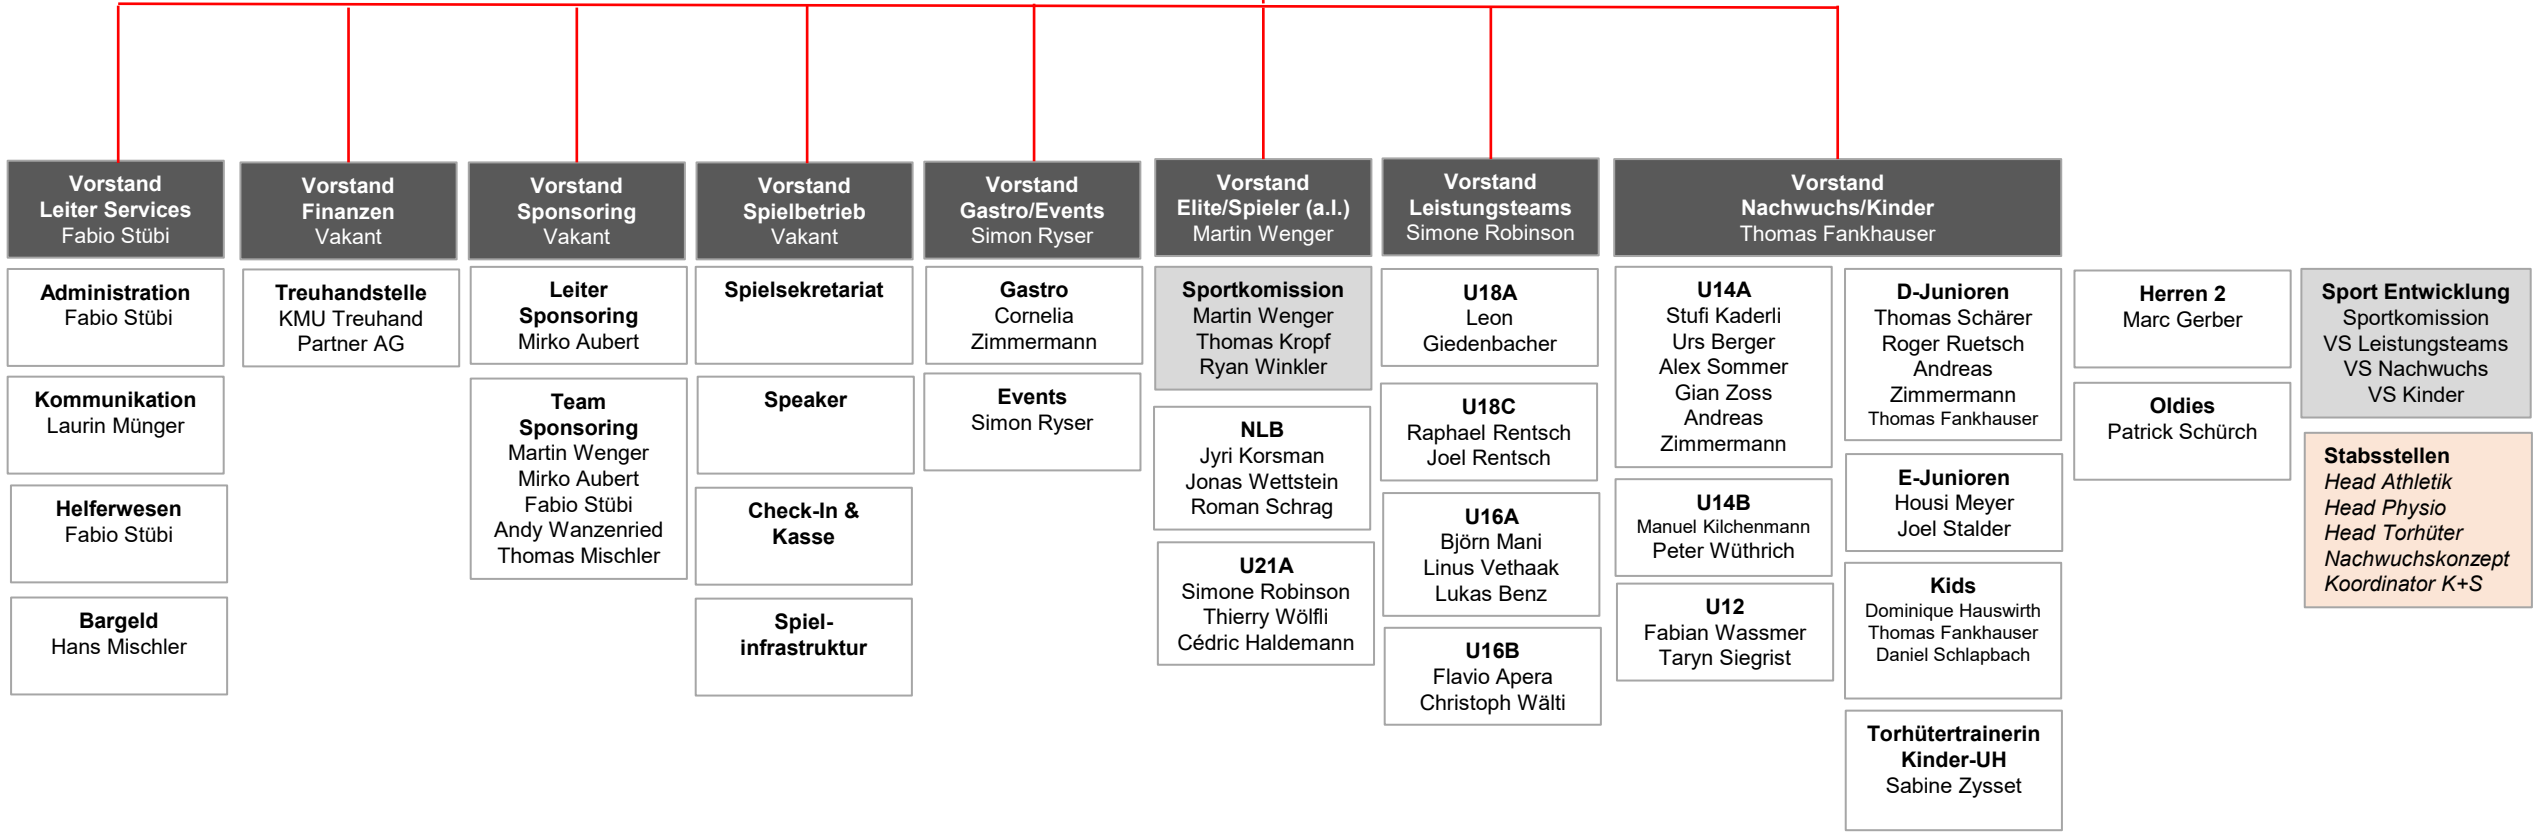 Vorstand
Leiter Services
Fabio Stübi
Administration
Fabio Stübi
Kommunikation
Laurin Münger
Helferwesen
Fabio Stübi
Bargeld
Hans Mischler
Vorstand
Finanzen
Vakant
Treuhandstelle
KMU Treuhand
Partner AG
Vorstand
Sponsoring
Vakant
Leiter
Sponsoring
Mirko Aubert
Team
Sponsoring
Martin Wenger
Mirko Aubert
Fabio Stübi
Andy Wanzenried
Thomas Mischler
Vorstand
Spielbetrieb
Vakant
Spielsekretariat
Speaker
Check-In &
Kasse
Spiel-
infrastruktur
Vorstand
Gastro/Events
Simon Ryser
Gastro
Cornelia
Zimmermann
Events
Simon Ryser
Vorstand
Elite/Spieler (a.I.)
Martin Wenger
Sportkomission
Martin Wenger
Thomas Kropf
Ryan Winkler
NLB
Jyri Korsman
Jonas Wettstein
Roman Schrag
U21A
Simone Robinson
Thierry Wölfli
Cédric Haldemann
Vorstand
Leistungsteams
Simone Robinson
U18A
Leon
Giedenbacher
U18C
Raphael Rentsch
Joel Rentsch
U16A
Björn Mani
Linus Vethaak
Lukas Benz
U16B
Flavio Apera
Christoph Wälti
Vorstand
Nachwuchs/Kinder
Thomas Fankhauser
U14A
Stufi Kaderli
Urs Berger
Alex Sommer
Gian Zoss
Andreas
Zimmermann
U14B
Manuel Kilchenmann
Peter Wüthrich
U12
Fabian Wassmer
Taryn Siegrist
D-Junioren
Thomas Schärer
Roger Ruetsch
Andreas
Zimmermann
Thomas Fankhauser
E-Junioren
Housi Meyer
Joel Stalder
Kids
Dominique Hauswirth
Thomas Fankhauser
Daniel Schlapbach
Torhütertrainerin
Kinder-UH
Sabine Zysset
Herren 2
Marc Gerber
Oldies
Patrick Schürch
Sport Entwicklung
Sportkomission
VS Leistungsteams
VS Nachwuchs
VS Kinder
Stabsstellen
Head Athletik
Head Physio
Head Torhüter
Nachwuchskonzept
Koordinator K+S